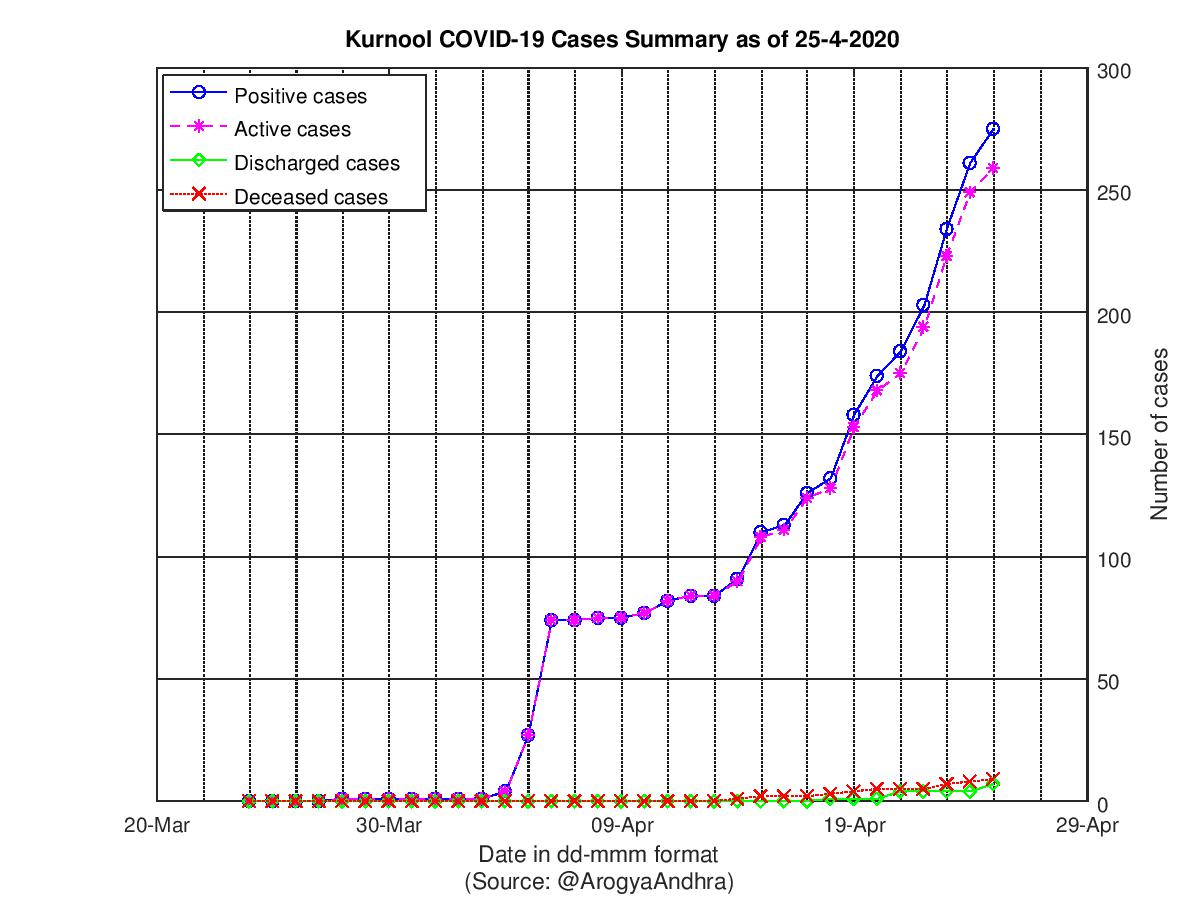 Kurnool COVID-19 Cases Summary as of 25-4-2020
Positive cases
Active cases
Discharged cases
Deceased cases
300
250
200
150
100
50
0
Number of cases
20-Mar 30-Mar 09-Apr 19-Apr 29-Apr
Date in dd-mmm format
(Source: @ArogyaAndhra)